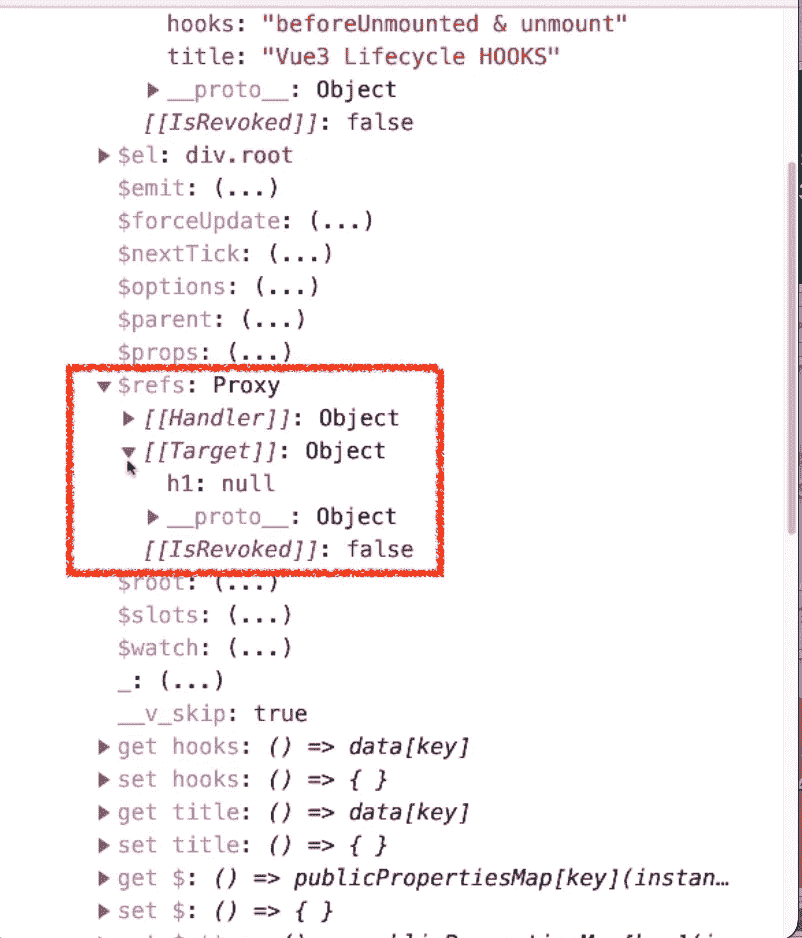 hooks: "beforeUnmounted & unmount"
title: "Vue3 Lifecycle HOOKS"
▶ __proto__: Object
[[IsRevoked]]: false
▶ $el: div.root
$emit: (...)
$forceUpdate: (...)
$nextTick: (...)
$options: (...)
$parent: (...)
$props: (...)
▼ $refs: Proxy
▶ [[Handler]]: Object
▼ [[Target]]: Object
h1: null
▶ __proto__: Object
[[IsRevoked]]: false
$root: (...)
$slots: (...)
$watch: (...)
_: (...)
__v_skip: true
▶ get hooks: () => data[key]
▶ set hooks: () => { }
▶ get title: () => data[key]
▶ set title: () => { }
▶ get $: () => publicPropertiesMap[key](instan…
▶ set $: () => { }